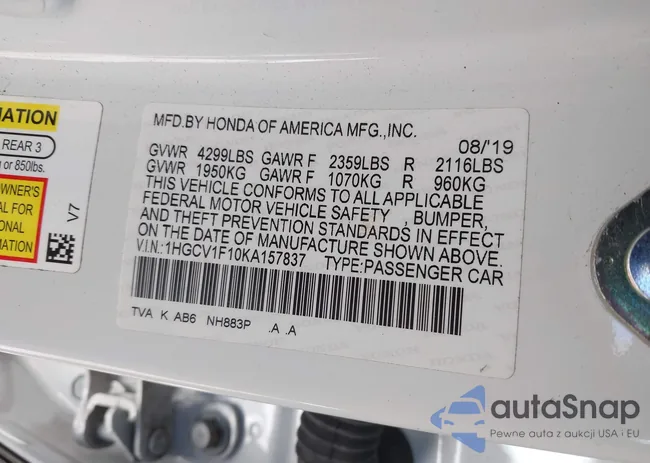 MATION
REAR 3
or 850lbs.
OWNER'S
AL FOR
ONAL
ATION
V7
MFD.BY HONDA OF AMERICA MFG.,INC.
08/'19
GVWR 4299LBS GAWR F 2359LBS R 2116LBS
GVWR 1950KG GAWR F 1070KG R 960KG
THIS VEHICLE CONFORMS TO ALL APPLICABLE
FEDERAL MOTOR VEHICLE SAFETY , BUMPER,
AND THEFT PREVENTION STANDARDS IN EFFECT
ON THE DATE OF MANUFACTURE SHOWN ABOVE.
V.I.N.:1HGCV1F10KA157837 TYPE:PASSENGER CAR
TVA K AB6 NH883P .A .A
autaSnap
Pewne auta z aukcji USA i EU